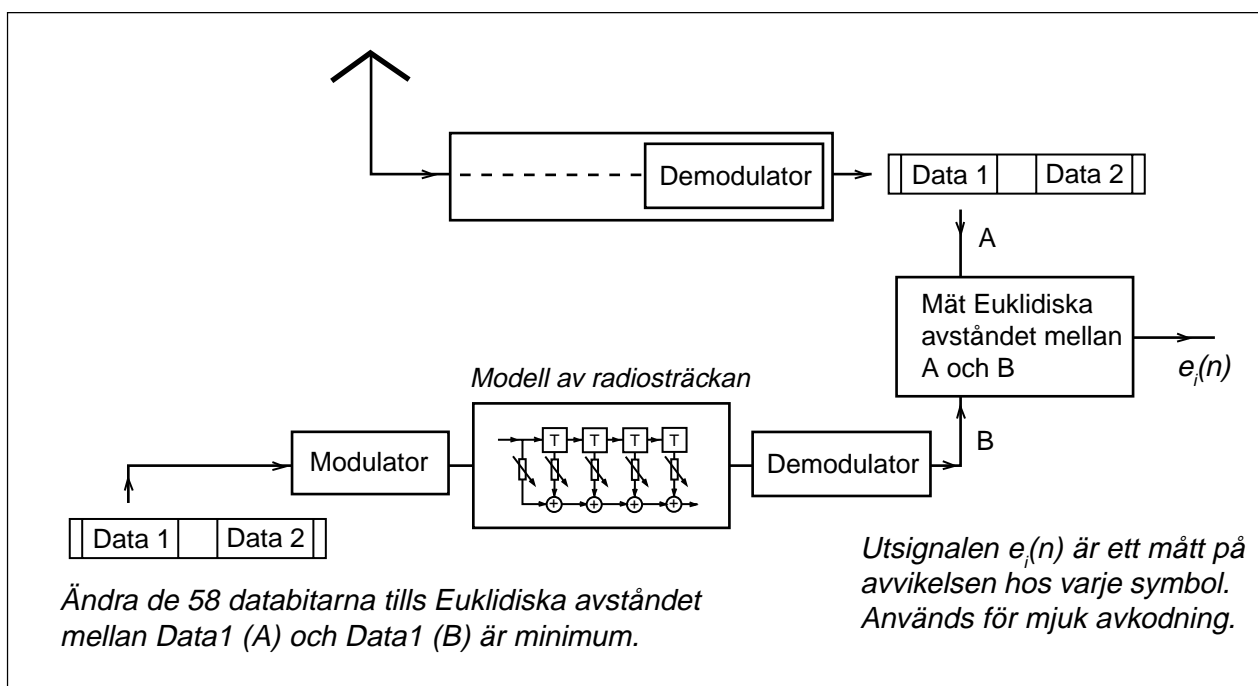 Demodulator
Data 1
Data 2
A
Mät Euklidiska
avståndet mellan
A och B
e_i(n)
Modell av radiosträckan
T T T T
B
Modulator
+ + + +
Demodulator
Data 1
Data 2
Ändra de 58 databitarna tills Euklidiska avståndet
mellan Data1 (A) och Data1 (B) är minimum.
Utsignalen e_i(n) är ett mått på
avvikelsen hos varje symbol.
Används för mjuk avkodning.